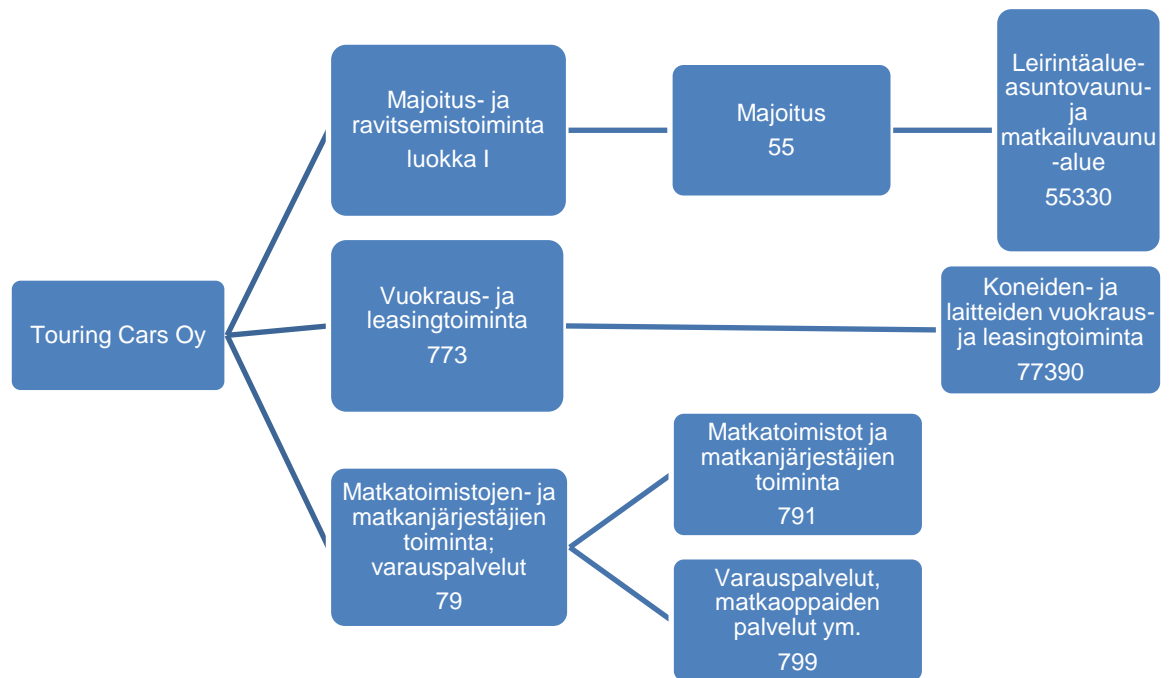 Touring Cars Oy
Majoitus- ja
ravitsemistoiminta
luokka I
Majoitus
55
Leirintäalue-
asuntovaunu-
ja
matkailuvaunu
-alue
55330
Vuokraus- ja
leasingtoiminta
773
Koneiden- ja
laitteiden vuokraus-
ja leasingtoiminta
77390
Matkatoimistojen- ja
matkanjärjestäjien
toiminta;
varauspalvelut
79
Matkatoimistot ja
matkanjärjestäjien
toiminta
791
Varauspalvelut,
matkaoppaiden
palvelut ym.
799